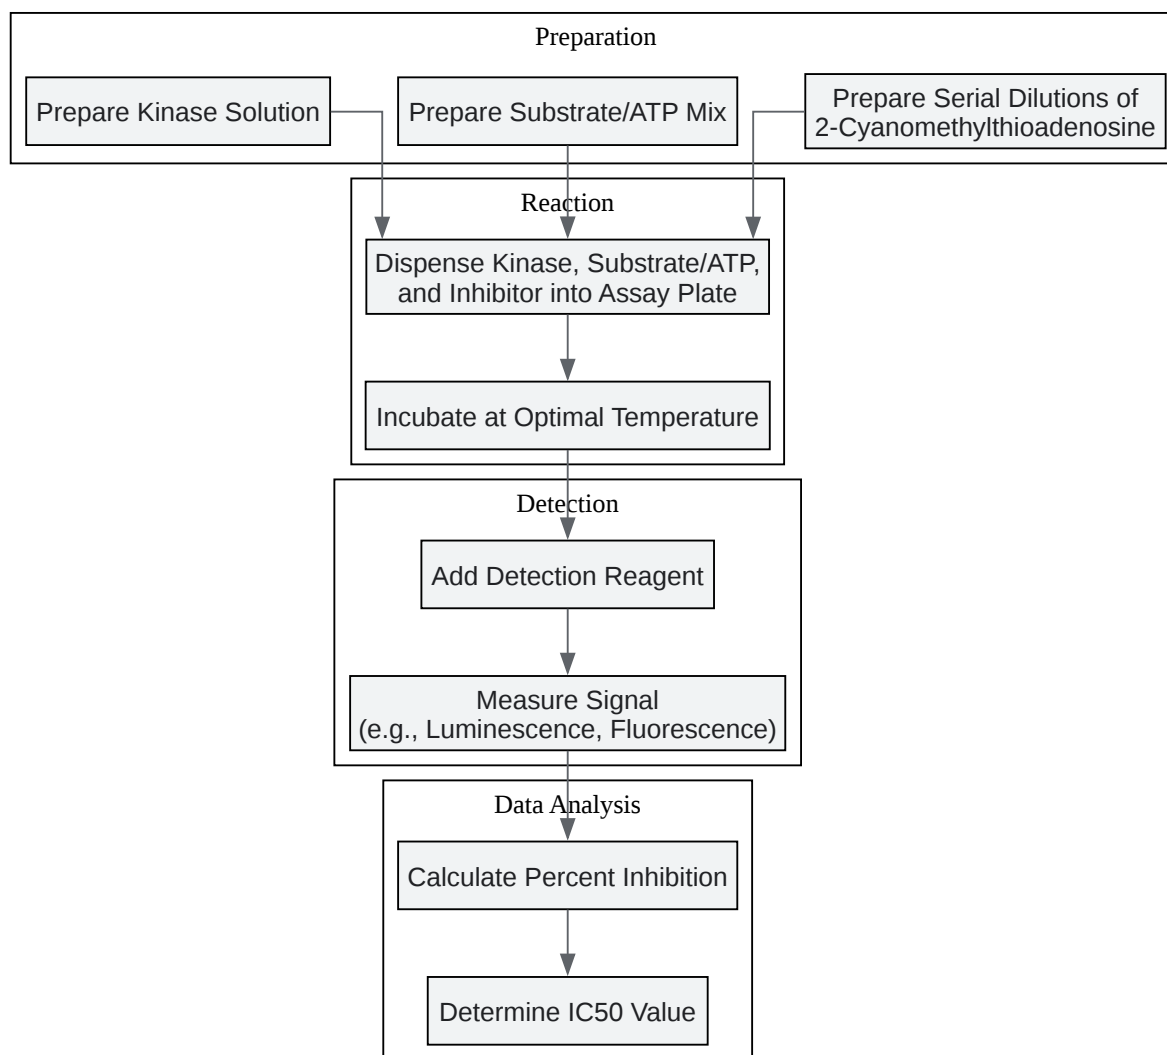 Preparation
Prepare Kinase Solution
Prepare Substrate/ATP Mix
Prepare Serial Dilutions of
2-Cyanomethylthioadenosine
Reaction
Dispense Kinase, Substrate/ATP,
and Inhibitor into Assay Plate
Incubate at Optimal Temperature
Detection
Add Detection Reagent
Measure Signal
(e.g., Luminescence, Fluorescence)
Data Analysis
Calculate Percent Inhibition
Determine IC50 Value